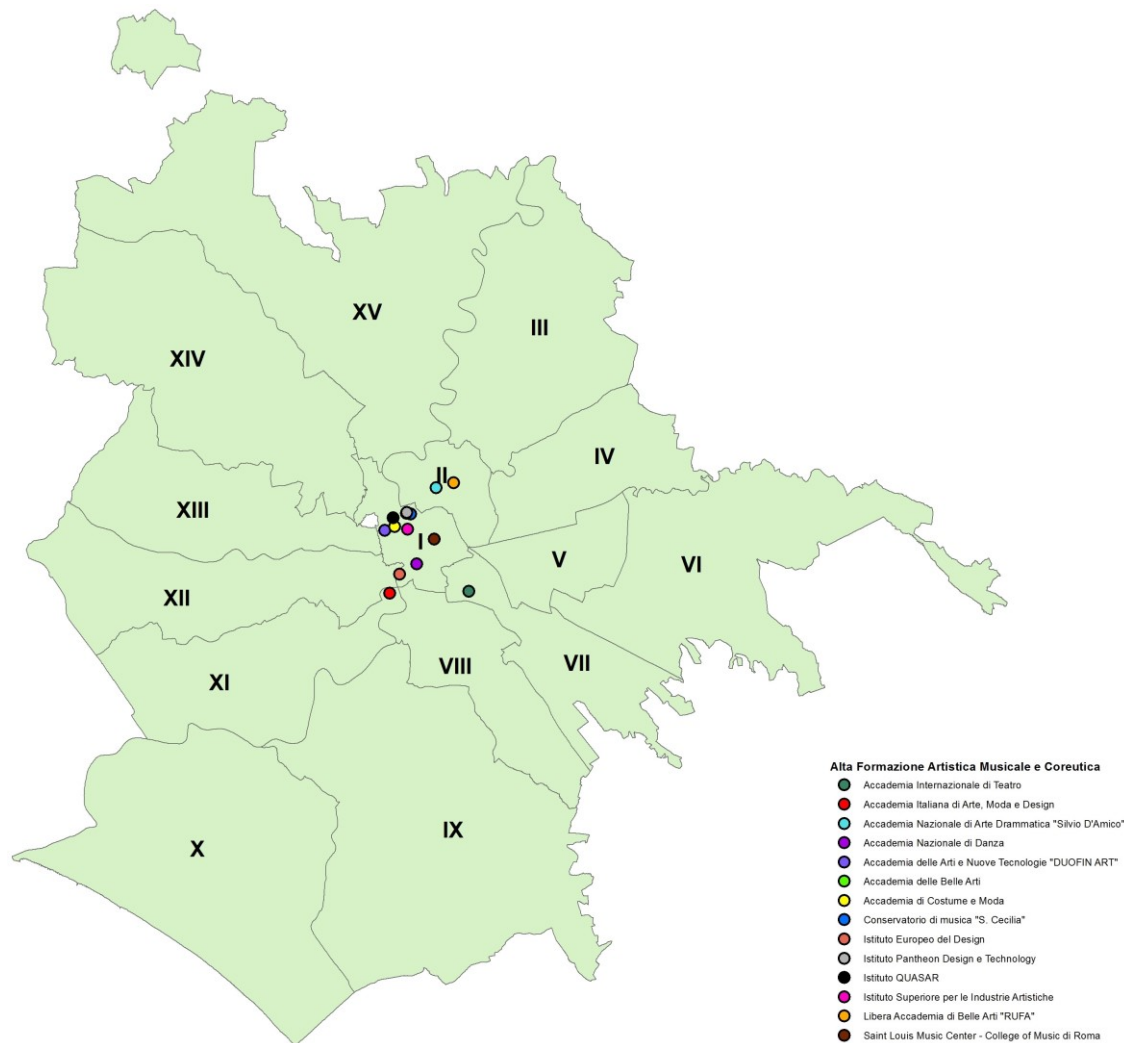 XV
III
XIV
IV
II
XIII
I
V
VI
XII
VII
VIII
XI
IX
X
Alta Formazione Artistica Musicale e Coreutica
Accademia Internazionale di Teatro
Accademia Italiana di Arte, Moda e Design
Accademia Nazionale di Arte Drammatica "Silvio D'Amico"
Accademia Nazionale di Danza
Accademia delle Arti e Nuove Tecnologie "DUOFIN ART"
Accademia delle Belle Arti
Accademia di Costume e Moda
Conservatorio di musica "S. Cecilia"
Istituto Europeo del Design
Istituto Pantheon Design e Technology
Istituto QUASAR
Istituto Superiore per le Industrie Artistiche
Libera Accademia di Belle Arti "RUFA"
Saint Louis Music Center - College of Music di Roma